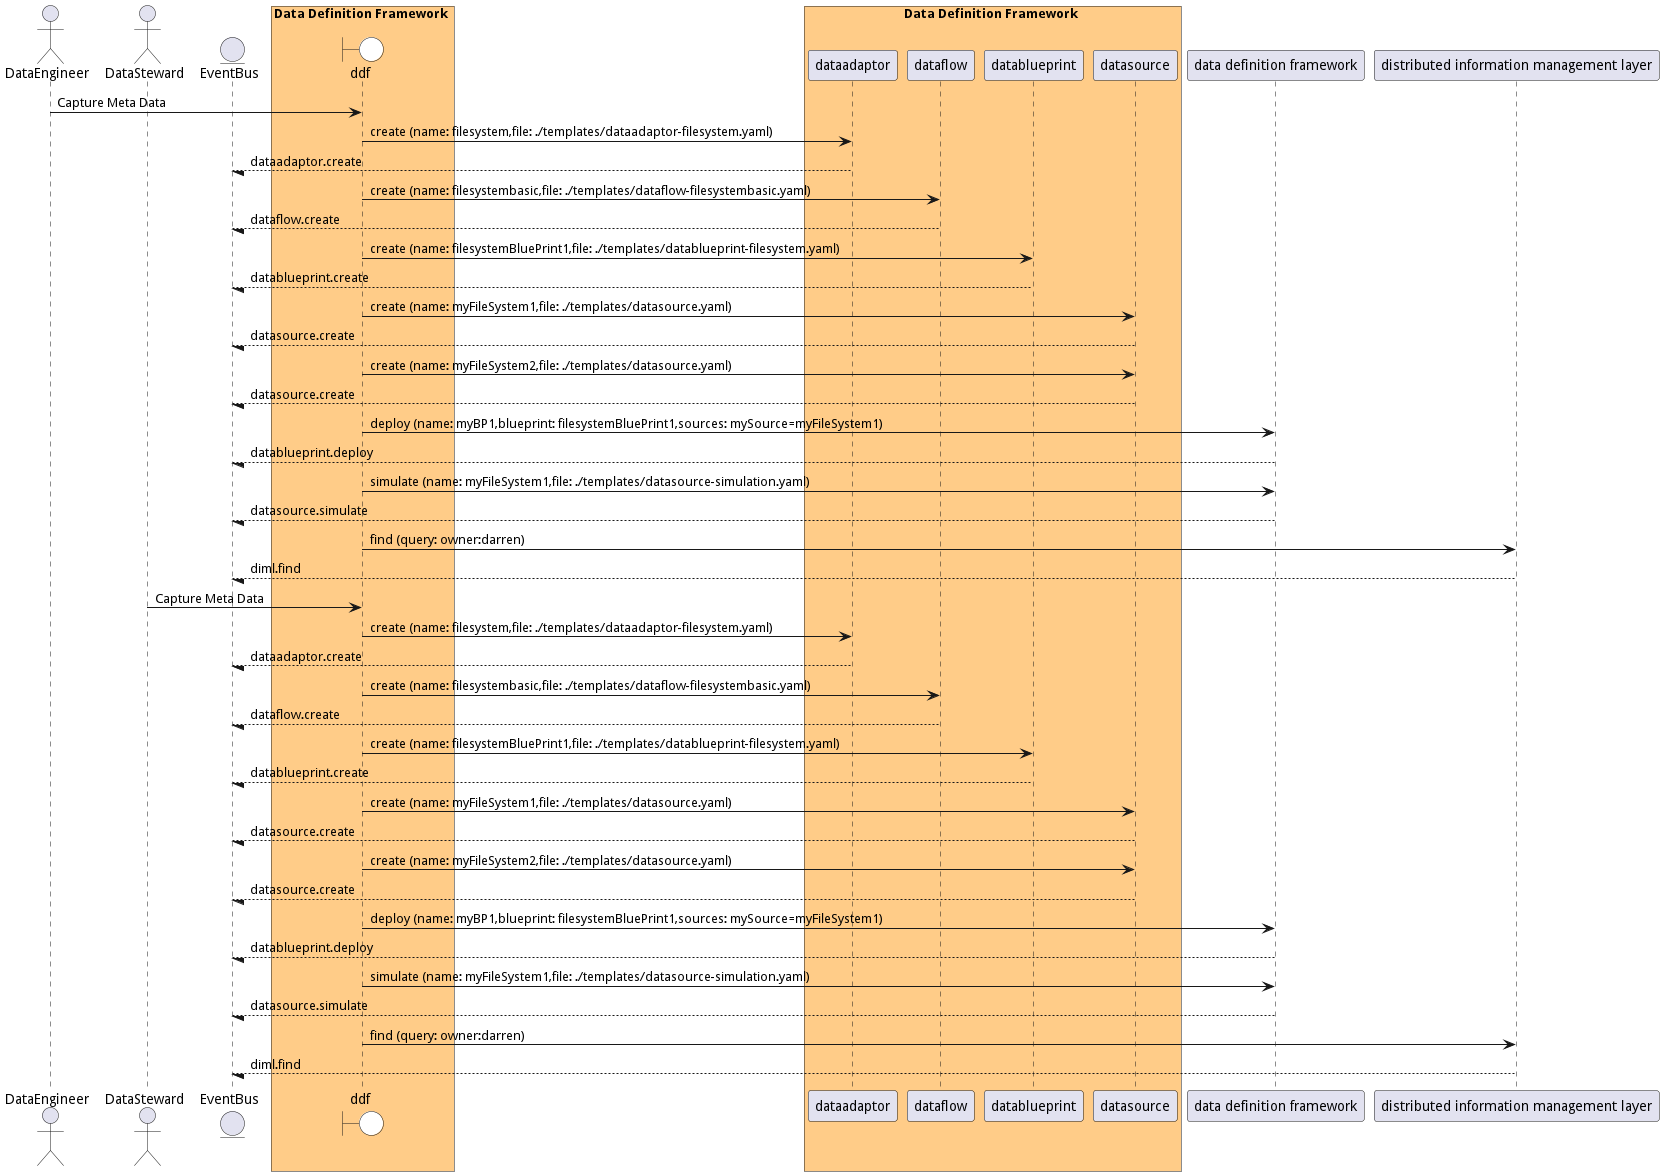 Data Definition Framework
Data Definition Framework
DataEngineer
DataSteward
EventBus
ddf
dataadaptor
dataflow
datablueprint
datasource
data definition framework
distributed information management layer
Capture Meta Data
create (name: filesystem,file: ./templates/dataadaptor-filesystem.yaml)
dataadaptor.create
create (name: filesystembasic,file: ./templates/dataflow-filesystembasic.yaml)
dataflow.create
create (name: filesystemBluePrint1,file: ./templates/datablueprint-filesystem.yaml)
datablueprint.create
create (name: myFileSystem1,file: ./templates/datasource.yaml)
datasource.create
create (name: myFileSystem2,file: ./templates/datasource.yaml)
datasource.create
deploy (name: myBP1,blueprint: filesystemBluePrint1,sources: mySource=myFileSystem1)
datablueprint.deploy
simulate (name: myFileSystem1,file: ./templates/datasource-simulation.yaml)
datasource.simulate
find (query: owner:darren)
diml.find
Capture Meta Data
create (name: filesystem,file: ./templates/dataadaptor-filesystem.yaml)
dataadaptor.create
create (name: filesystembasic,file: ./templates/dataflow-filesystembasic.yaml)
dataflow.create
create (name: filesystemBluePrint1,file: ./templates/datablueprint-filesystem.yaml)
datablueprint.create
create (name: myFileSystem1,file: ./templates/datasource.yaml)
datasource.create
create (name: myFileSystem2,file: ./templates/datasource.yaml)
datasource.create
deploy (name: myBP1,blueprint: filesystemBluePrint1,sources: mySource=myFileSystem1)
datablueprint.deploy
simulate (name: myFileSystem1,file: ./templates/datasource-simulation.yaml)
datasource.simulate
find (query: owner:darren)
diml.find
DataEngineer
DataSteward
EventBus
ddf
dataadaptor
dataflow
datablueprint
datasource
data definition framework
distributed information management layer